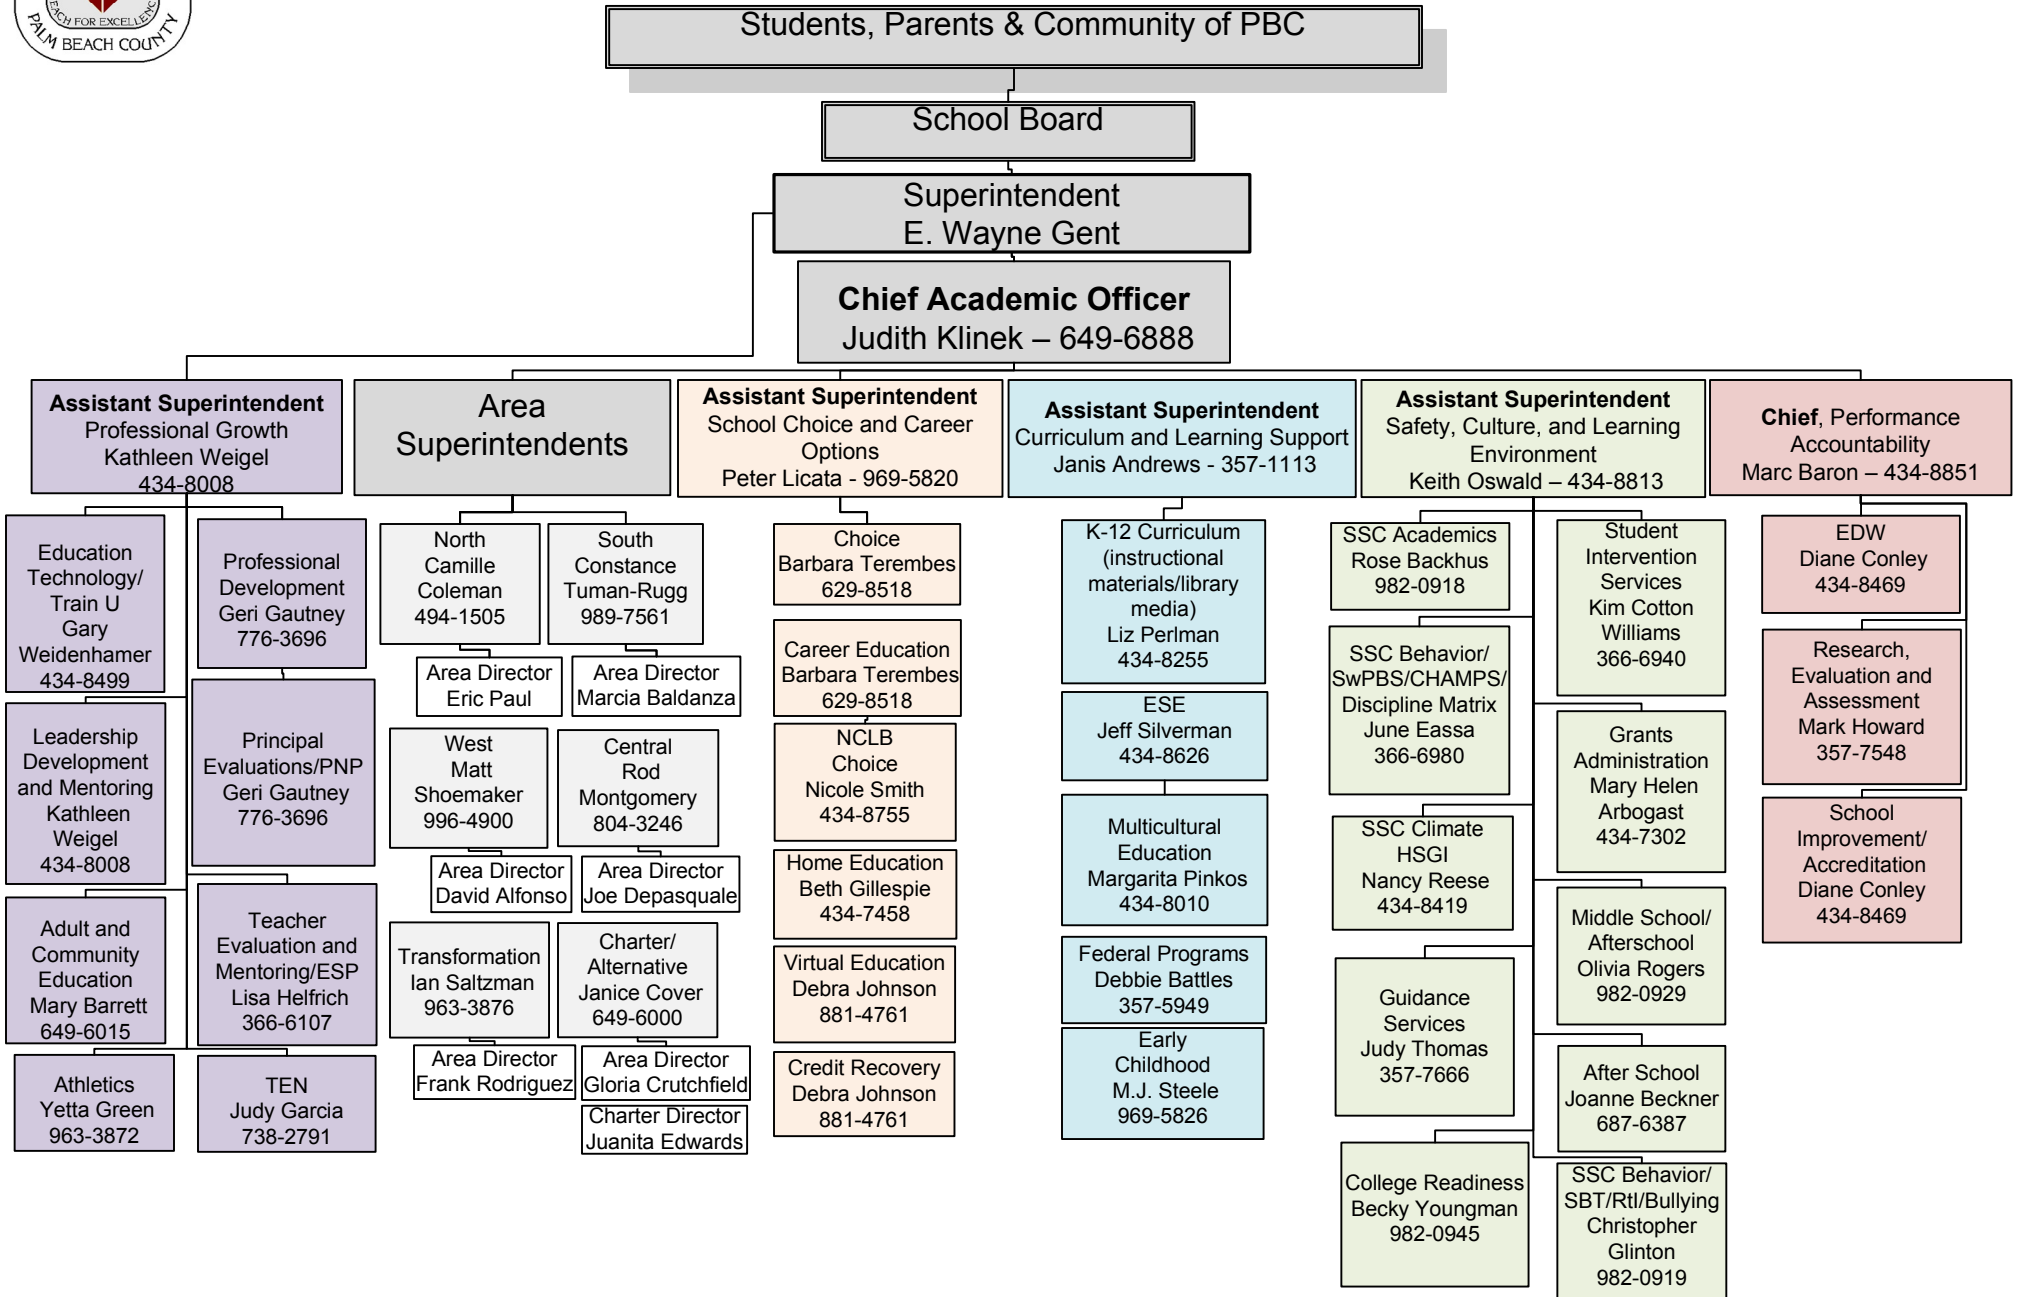 EACH FOR EXCELLENC
PALM BEACH COUNTY
Students, Parents & Community of PBC
School Board
Superintendent
E. Wayne Gent
Chief Academic Officer
Judith Klinek – 649-6888
Assistant Superintendent
Professional Growth
Kathleen Weigel
434-8008
Area
Superintendents
Assistant Superintendent
School Choice and Career
Options
Peter Licata - 969-5820
Assistant Superintendent
Curriculum and Learning Support
Janis Andrews - 357-1113
Assistant Superintendent
Safety, Culture, and Learning
Environment
Keith Oswald – 434-8813
Chief, Performance
Accountability
Marc Baron – 434-8851
Education
Technology/
Train U
Gary
Weidenhamer
434-8499
Professional
Development
Geri Gautney
776-3696
Leadership
Development
and Mentoring
Kathleen
Weigel
434-8008
Principal
Evaluations/PNP
Geri Gautney
776-3696
Adult and
Community
Education
Mary Barrett
649-6015
Teacher
Evaluation and
Mentoring/ESP
Lisa Helfrich
366-6107
Athletics
Yetta Green
963-3872
TEN
Judy Garcia
738-2791
North
Camille
Coleman
494-1505
South
Constance
Tuman-Rugg
989-7561
Area Director
Eric Paul
Area Director
Marcia Baldanza
West
Matt
Shoemaker
996-4900
Central
Rod
Montgomery
804-3246
Area Director
David Alfonso
Area Director
Joe Depasquale
Transformation
Ian Saltzman
963-3876
Charter/
Alternative
Janice Cover
649-6000
Area Director
Frank Rodriguez
Area Director
Gloria Crutchfield
Charter Director
Juanita Edwards
Choice
Barbara Terembes
629-8518
Career Education
Barbara Terembes
629-8518
NCLB
Choice
Nicole Smith
434-8755
Home Education
Beth Gillespie
434-7458
Virtual Education
Debra Johnson
881-4761
Credit Recovery
Debra Johnson
881-4761
K-12 Curriculum
(instructional
materials/library
media)
Liz Perlman
434-8255
ESE
Jeff Silverman
434-8626
Multicultural
Education
Margarita Pinkos
434-8010
Federal Programs
Debbie Battles
357-5949
Early
Childhood
M.J. Steele
969-5826
SSC Academics
Rose Backhus
982-0918
SSC Behavior/
SwPBS/CHAMPS/
Discipline Matrix
June Eassa
366-6980
SSC Climate
HSGI
Nancy Reese
434-8419
Guidance
Services
Judy Thomas
357-7666
College Readiness
Becky Youngman
982-0945
Student
Intervention
Services
Kim Cotton
Williams
366-6940
Grants
Administration
Mary Helen
Arbogast
434-7302
Middle School/
Afterschool
Olivia Rogers
982-0929
After School
Joanne Beckner
687-6387
SSC Behavior/
SBT/RtI/Bullying
Christopher
Glinton
982-0919
EDW
Diane Conley
434-8469
Research,
Evaluation and
Assessment
Mark Howard
357-7548
School
Improvement/
Accreditation
Diane Conley
434-8469